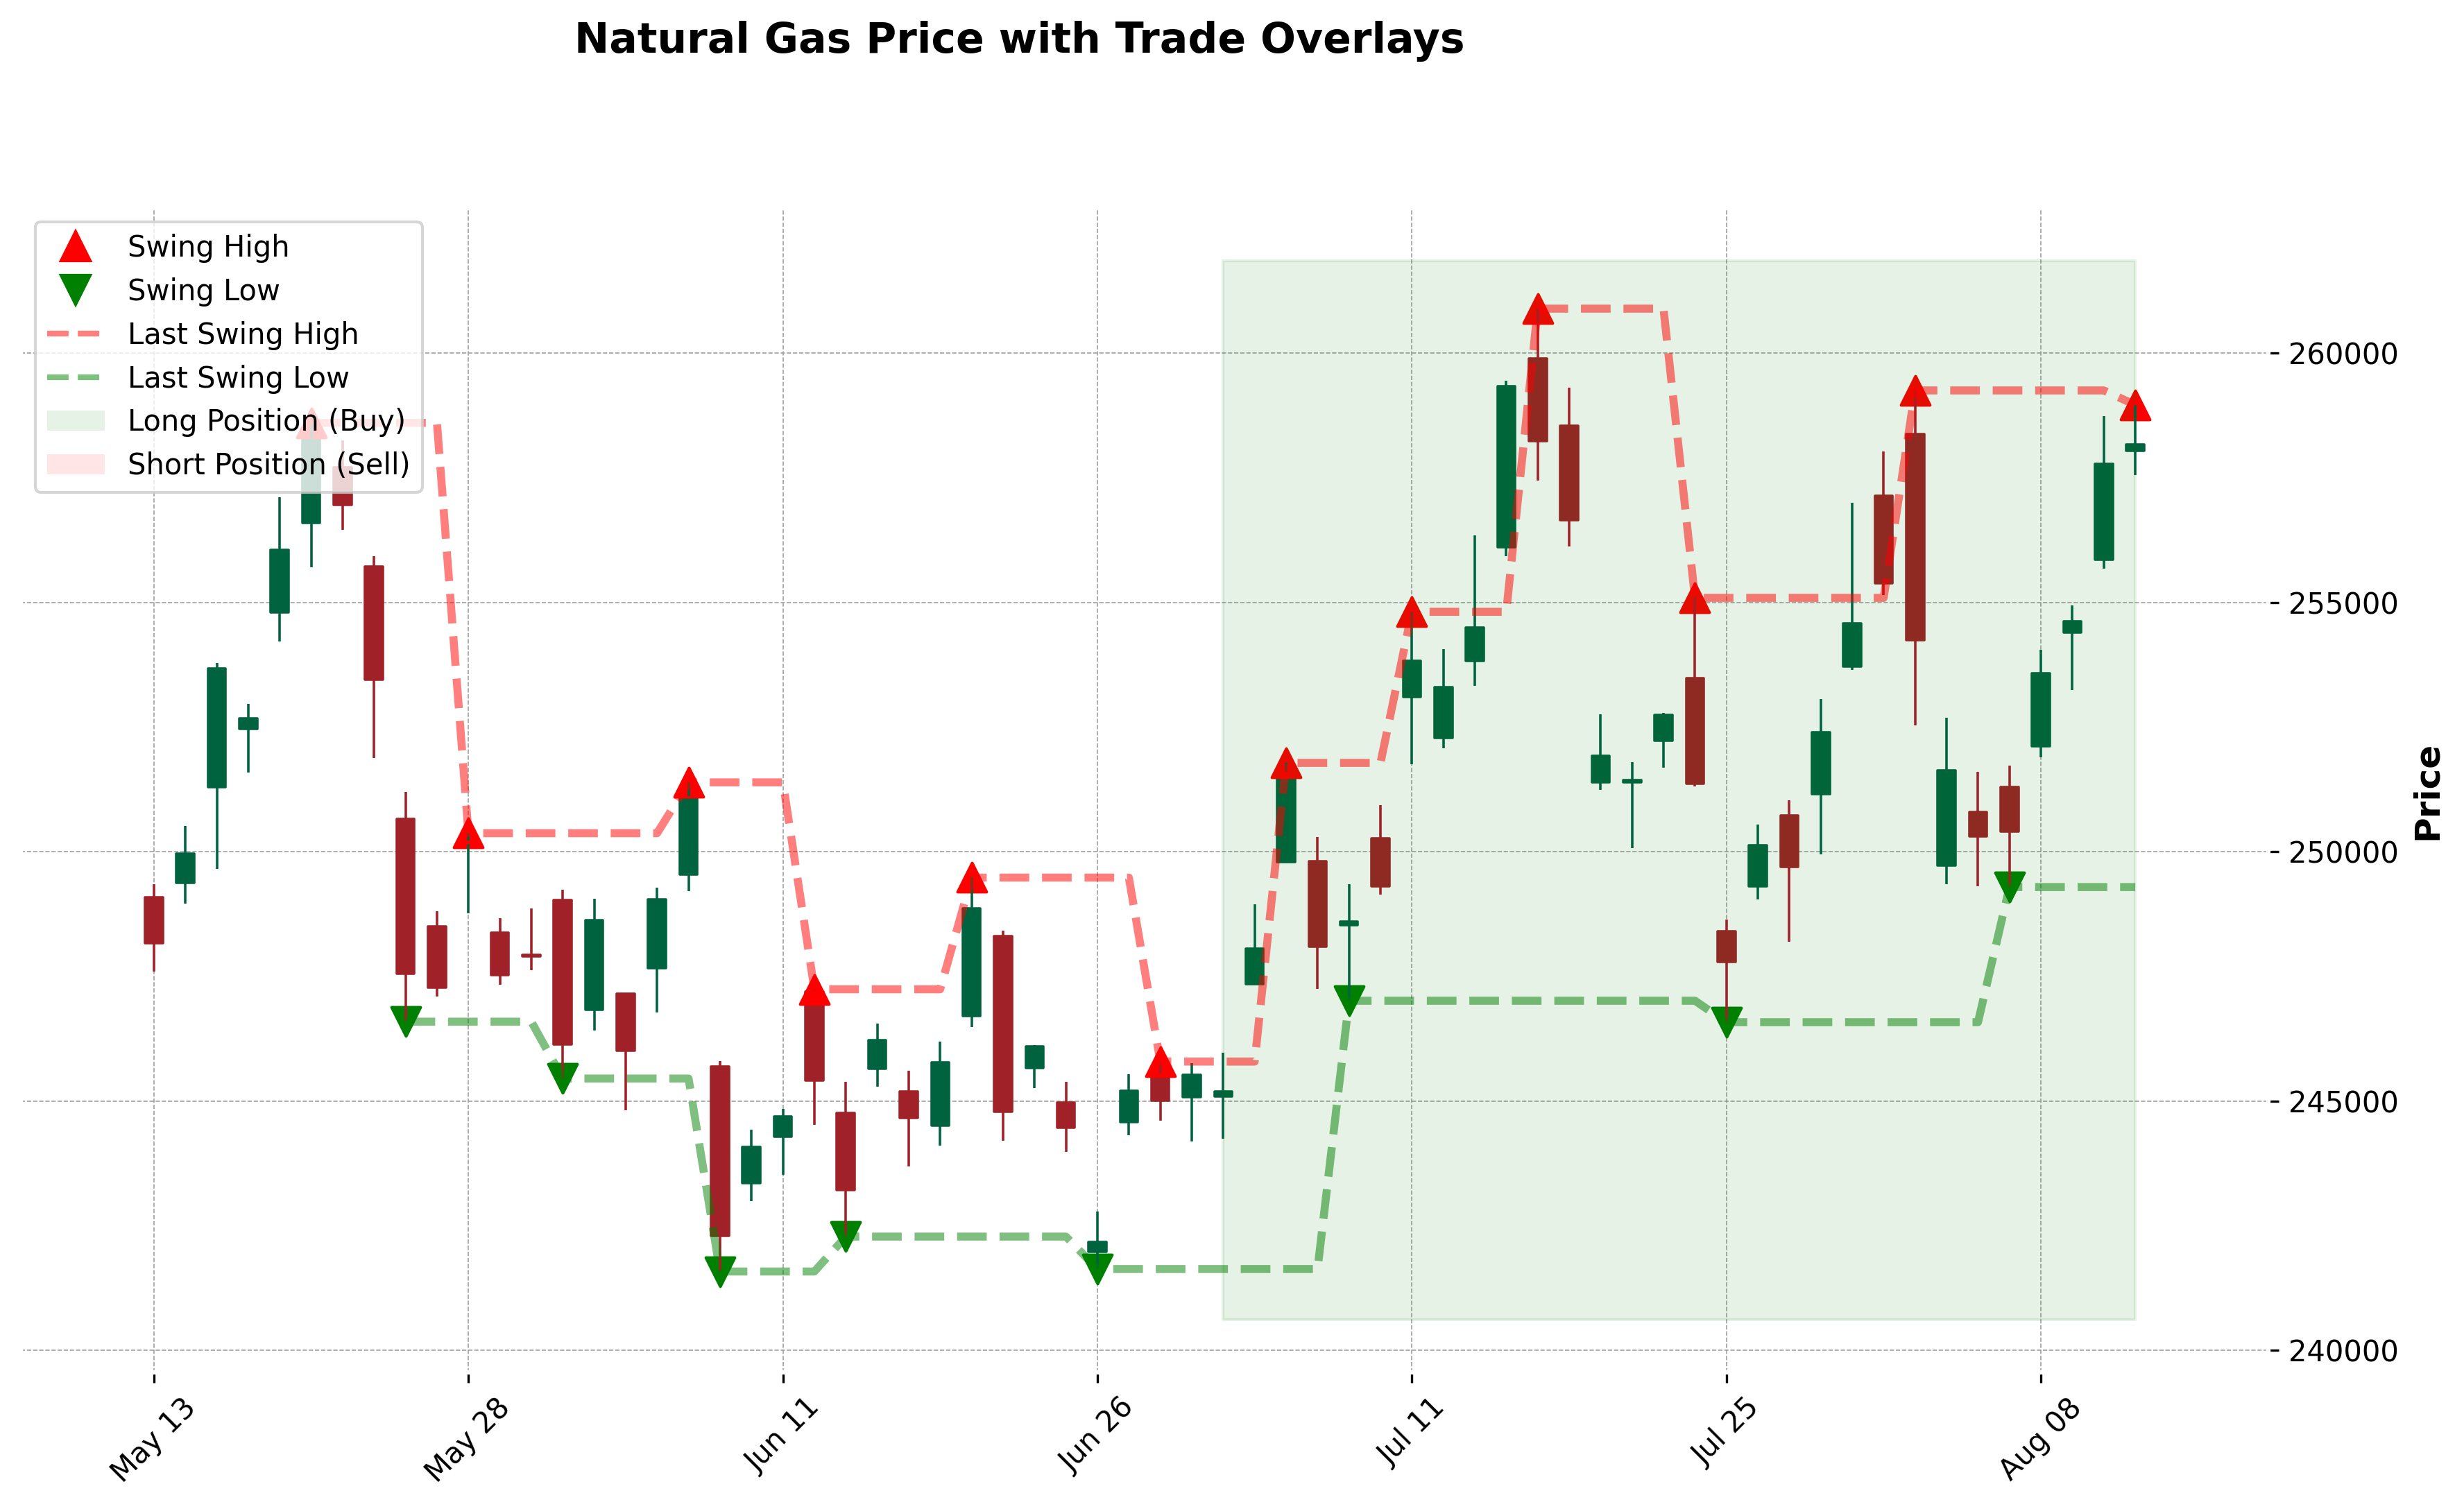 Natural Gas Price with Trade Overlays
Swing High
Swing Low
Last Swing High
Last Swing Low
Long Position (Buy)
Short Position (Sell)
260000
255000
250000
245000
240000
Price
May 13
May 28
Jun 11
Jun 26
Jul 11
Jul 25
Aug 08